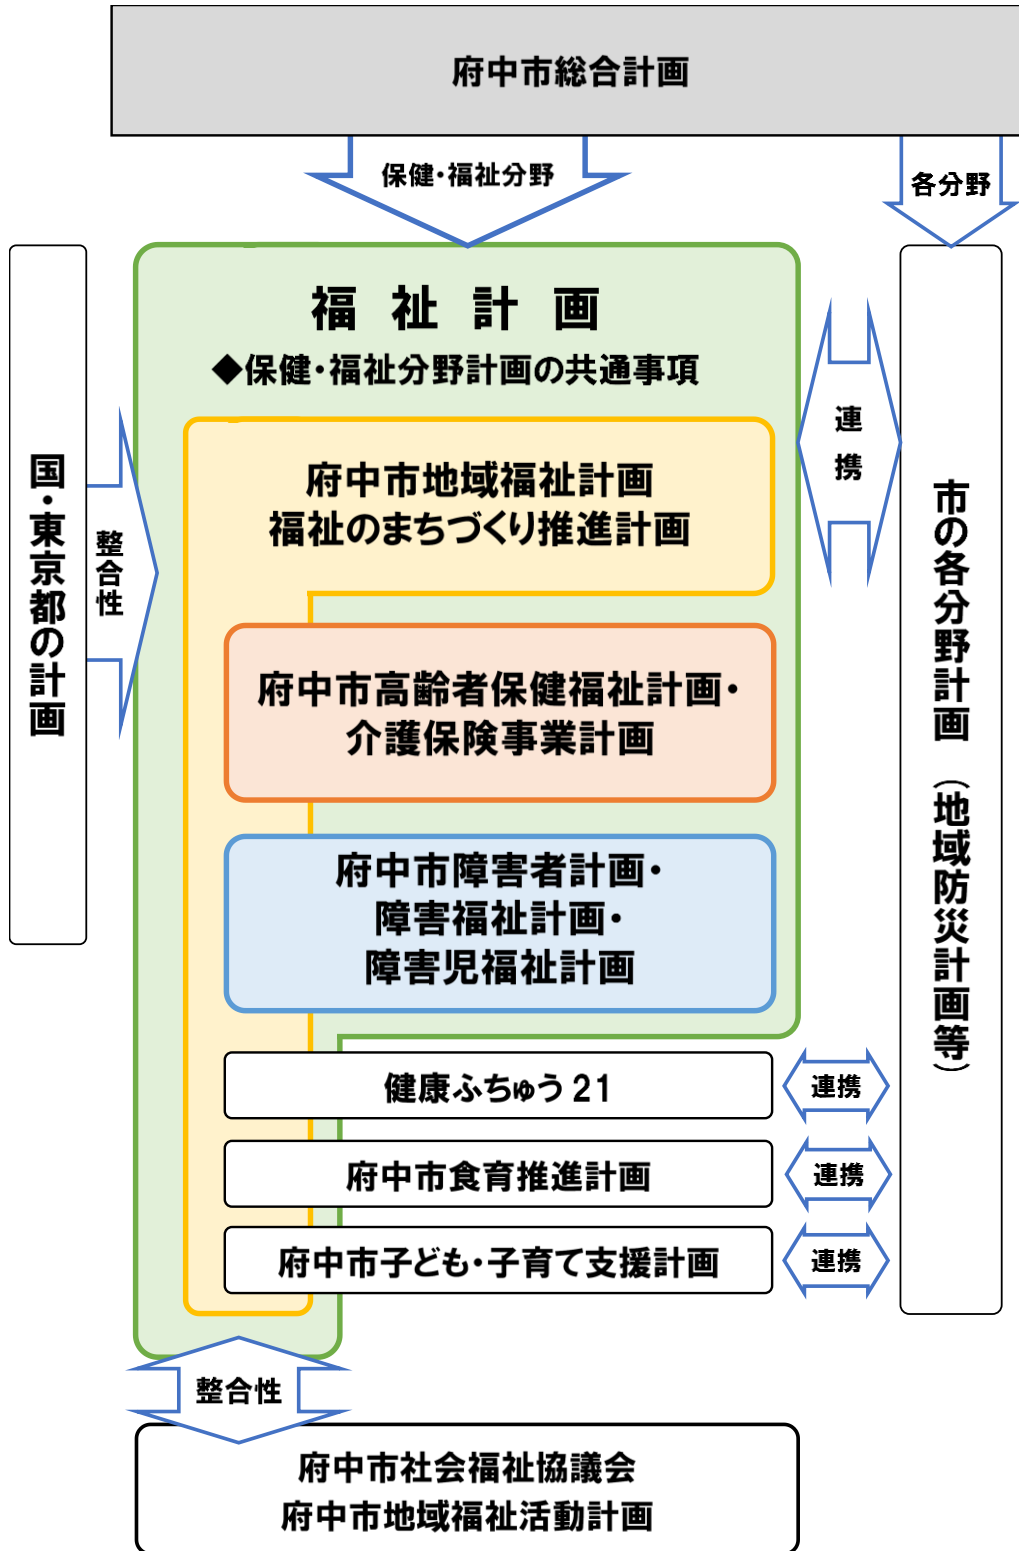 府中市総合計画
保健・福祉分野
各分野
福祉計画
◆保健・福祉分野計画の共通事項
国・東京都の計画
整合性
府中市地域福祉計画
福祉のまちづくり推進計画
連携
市の各分野計画（地域防災計画等）
府中市高齢者保健福祉計画・
介護保険事業計画
府中市障害者計画・
障害福祉計画・
障害児福祉計画
健康ふちゅう21
連携
府中市食育推進計画
連携
府中市子ども・子育て支援計画
連携
整合性
府中市社会福祉協議会
府中市地域福祉活動計画